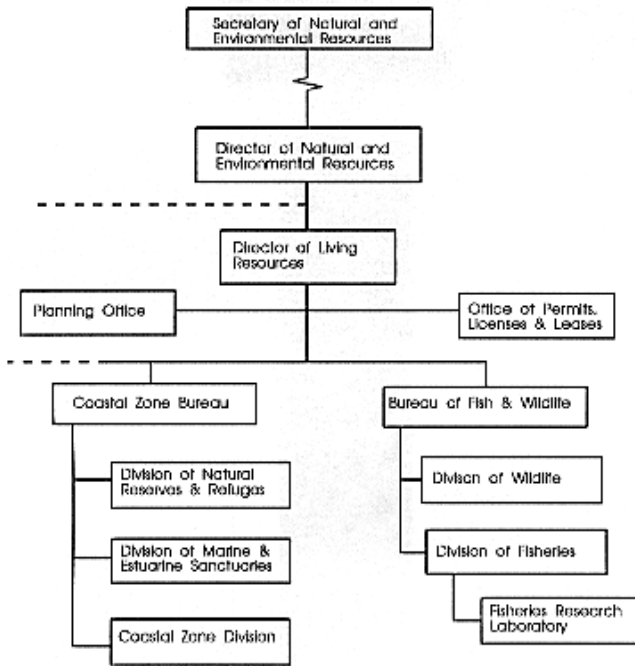 Secretary of Natural and
Environmental Resources
Director of Natural and
Environmental Resources
Director of Living
Resources
Planning Office
Office of Permits,
Licenses & Leases
Coastal Zone Bureau
Bureau of Fish & Wildlife
Division of Natural
Reserves & Refuges
Divison of Wildlife
Division of Marine &
Estuarine Sanctuaries
Division of Fisheries
Coastal Zone Division
Fisheries Research
Laboratory